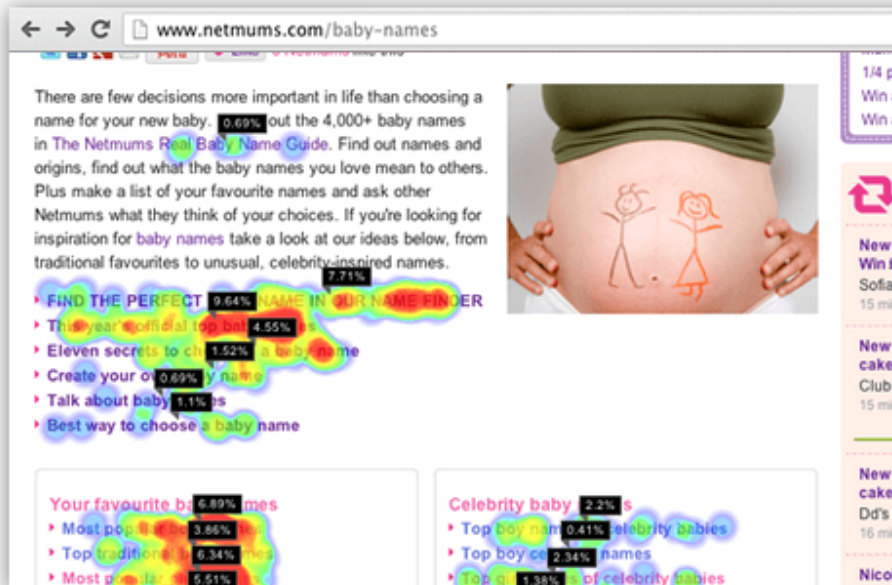 www.netmums.com/baby-names
There are few decisions more important in life than choosing a
name for your new baby. 0.69% out the 4,000+ baby names
in The Netmums Real Baby Name Guide. Find out names and
origins, find out what the baby names you love mean to others.
Plus make a list of your favourite names and ask other
Netmums what they think of your choices. If you're looking for
inspiration for baby names take a look at our ideas below, from
traditional favourites to unusual, celebrity-inspired names.
7.71%
FIND THE PERFECT 9.64% NAME IN OUR NAME FINDER
This year's official top 4.55%
Eleven secrets to 1.52% a baby name
Create your 0.69% name
Talk about baby 1.1%
Best way to choose a baby name
Your favourite 6.89%
Most 3.86%
Top traditional 6.34%
Most popular 5.51%
Celebrity baby 2.2%
Top boy 0.41% celebrity babies
Top boy 2.34% names
Top 1.38% of celebrity babies
1/4
Win
Win
New
Win
Sofia
15
New
cake
Club
15
New
cake
Dd's
16